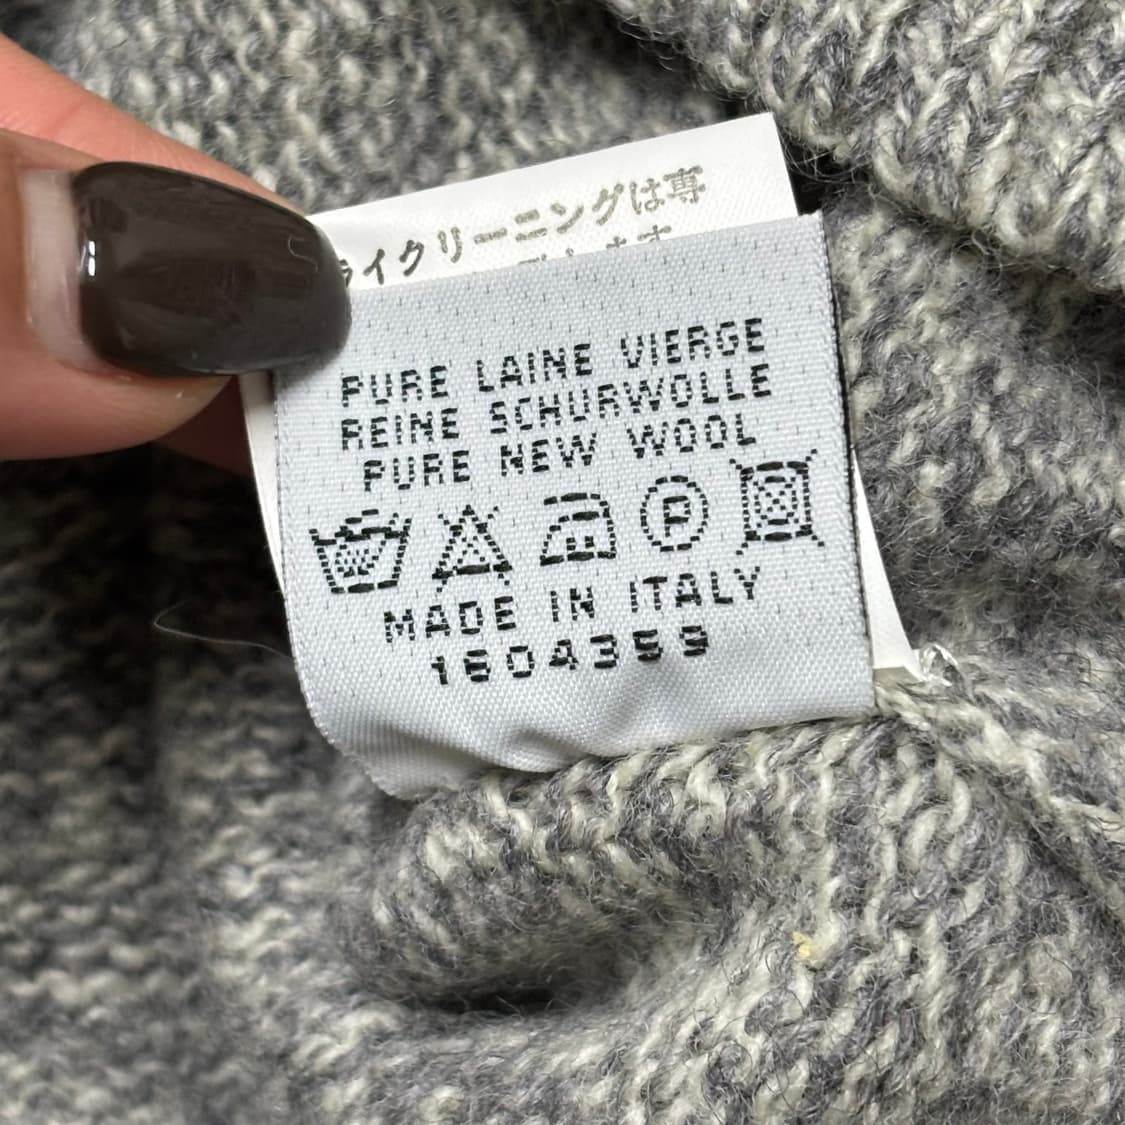 ライクリーニングは専
PURE LAINE VIERGE
REINE SCHURWOLLE
PURE NEW WOOL
P
MADE IN ITALY
1604359